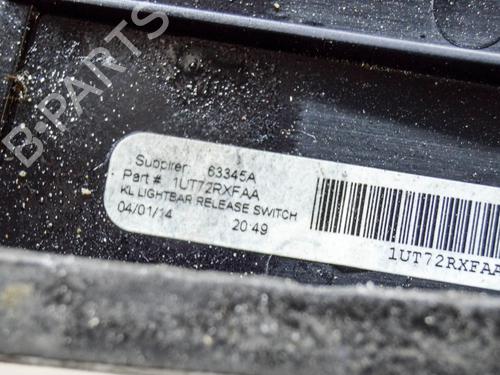 B-PARTS
Supplier: 63345A
Part # 1UT72RXFAA
KL LIGHTBAR RELEASE SWITCH
04/01/14 20:49
1UT72RXFAA